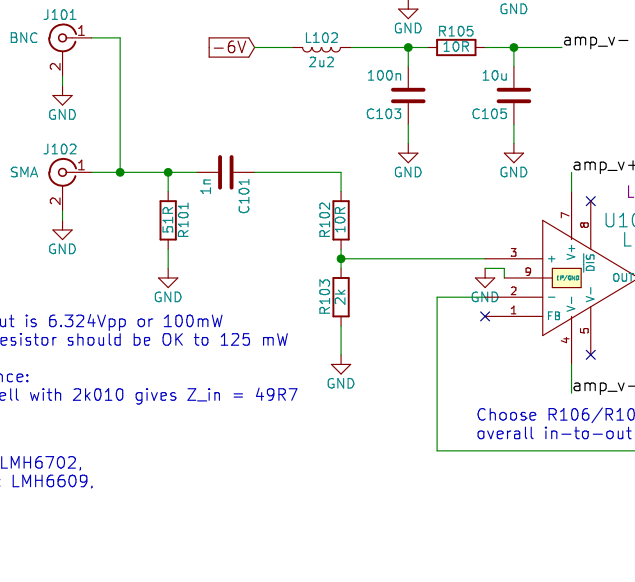 GND
GND
J101
BNC
1
2
GND
-6V
L102
2u2
R105
10R
amp_v-
100n
C103
GND
10u
C105
GND
J102
SMA
1
2
GND
51R
R101
GND
1n
C101
R102
10R
R103
2k
GND
amp_v+
7
8
U10
3
+
V+
DIS
9
EP/GND
OUT
GND
2
-
1
FB
V-
V-
4
5
amp_v-
ut is 6.324Vpp or 100mW
esistor should be OK to 125 mW
nce:
ell with 2k010 gives Z_in = 49R7
Choose R106/R10
overall in-to-out
LMH6702,
: LMH6609,